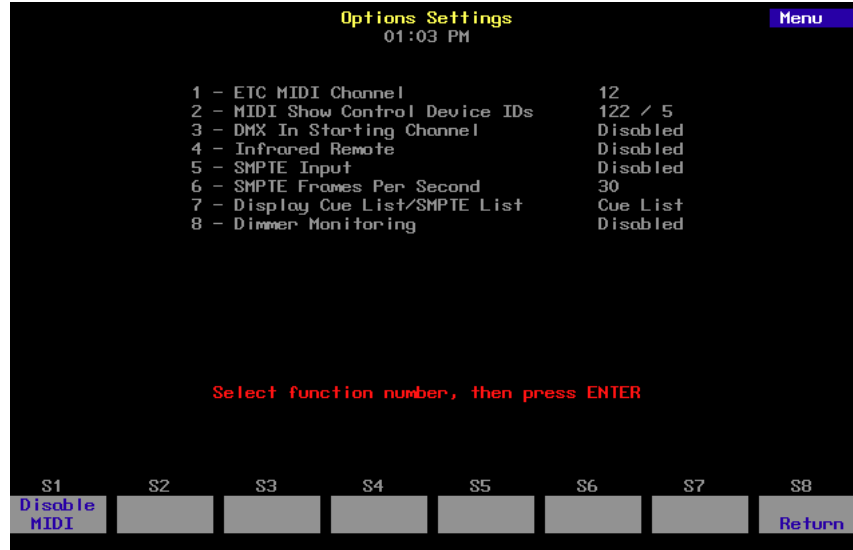 Options Settings Menu
01:03 PM
1 - ETC MIDI Channel 12
2 - MIDI Show Control Device IDs 122 / 5
3 - DMX In Starting Channel Disabled
4 - Infrared Remote Disabled
5 - SMPTE Input Disabled
6 - SMPTE Frames Per Second 30
7 - Display Cue List/SMPTE List Cue List
8 - Dimmer Monitoring Disabled
Select function number, then press ENTER
S1 S2 S3 S4 S5 S6 S7 S8
Disable
MIDI Return